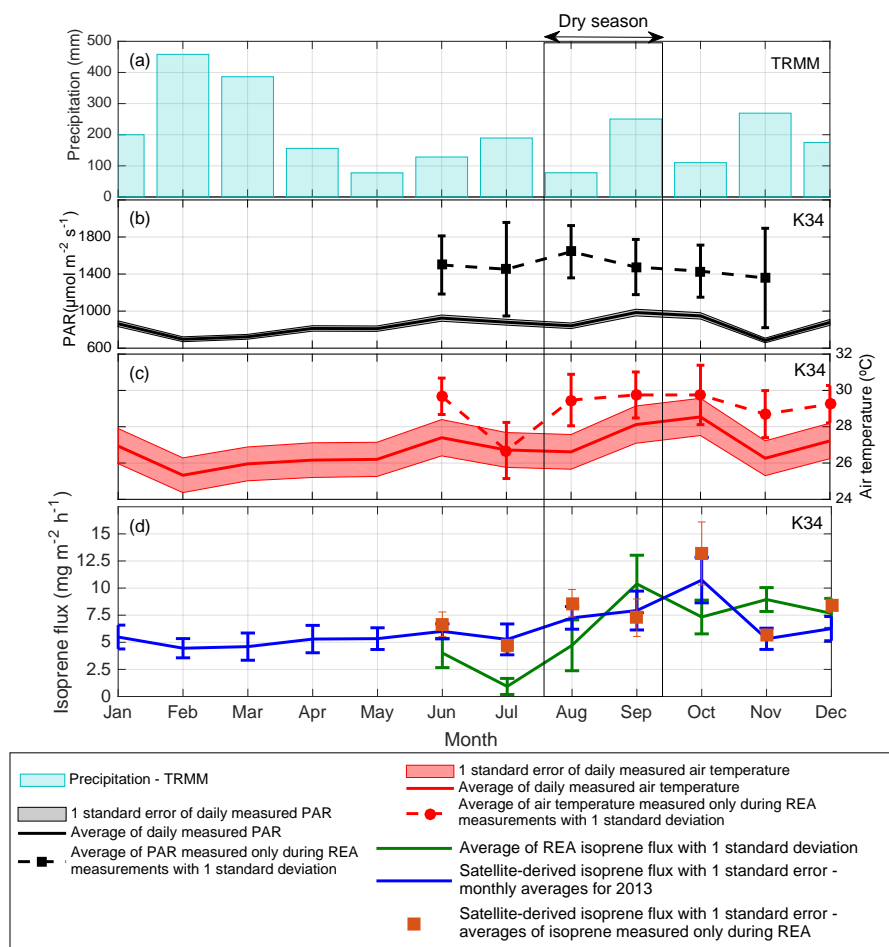 Dry season
(a)
TRMM
Precipitation (mm)
500
400
300
200
100
0
(b)
K34
PAR(μmol m⁻² s⁻¹)
1800
1400
1000
600
(c)
K34
Air temperature (ºC)
32
30
28
26
24
(d)
K34
Isoprene flux (mg m⁻² h⁻¹)
15
12.5
10
7.5
5
2.5
0
Jan Feb Mar Apr May Jun Jul Aug Sep Oct Nov Dec
Month
Precipitation - TRMM
1 standard error of daily measured PAR
Average of daily measured PAR
Average of PAR measured only during REA
measurements with 1 standard deviation
1 standard error of daily measured air temperature
Average of daily measured air temperature
Average of air temperature measured only during REA
measurements with 1 standard deviation
Average of REA isoprene flux with 1 standard deviation
Satellite-derived isoprene flux with 1 standard error -
monthly averages for 2013
Satellite-derived isoprene flux with 1 standard error -
averages of isoprene measured only during REA